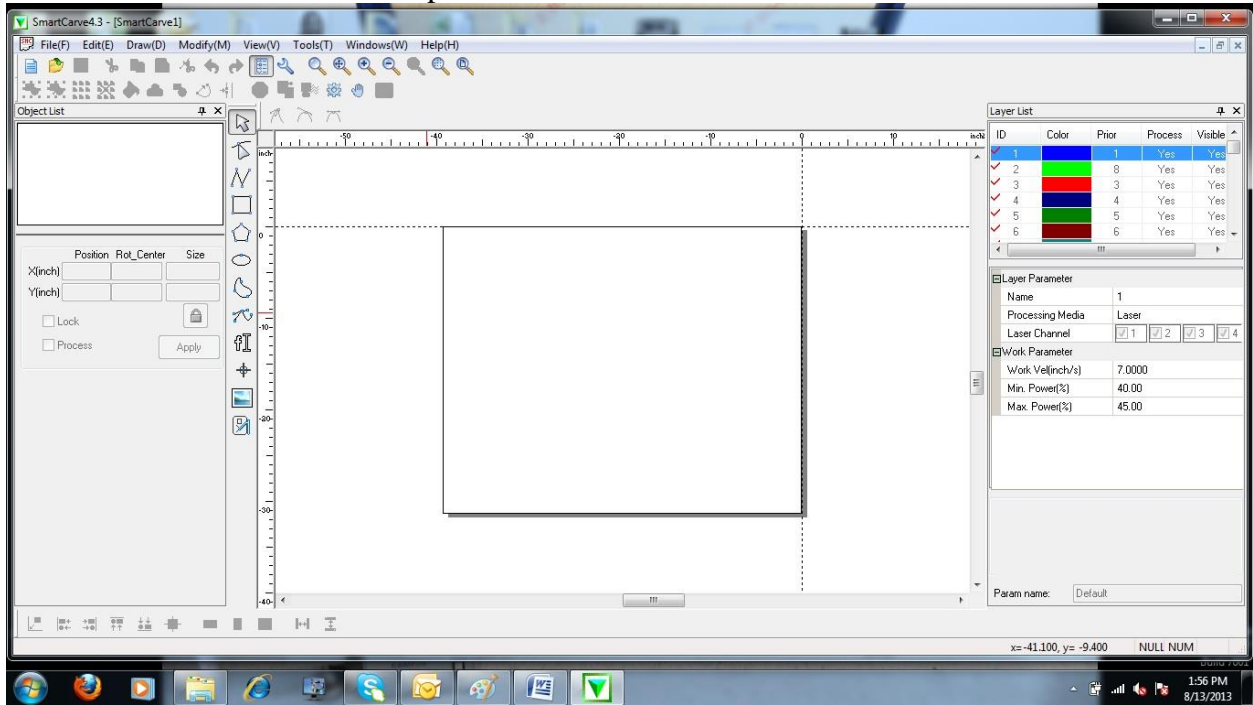 SmartCarve4.3 - [SmartCarve1]
File(F) Edit(E) Draw(D) Modify(M) View(V) Tools(T) Windows(W) Help(H)
Object List
Position Rot_Center Size
X(inch)
Y(inch)
Lock
Process
Apply
-50 -40 -30 -20 -10 0 10 inch
inch
0
-10
-20
-30
-40
Layer List
ID Color Prior Process Visible
1 1 Yes Yes
2 8 Yes Yes
3 3 Yes Yes
4 4 Yes Yes
5 5 Yes Yes
6 6 Yes Yes
Layer Parameter
Name 1
Processing Media Laser
Laser Channel 1 2 3 4
Work Parameter
Work Vel(inch/s) 7.0000
Min. Power(%) 40.00
Max. Power(%) 45.00
Param name: Default
x=-41.100, y= -9.400 NULL NUM
1:56 PM
8/13/2013